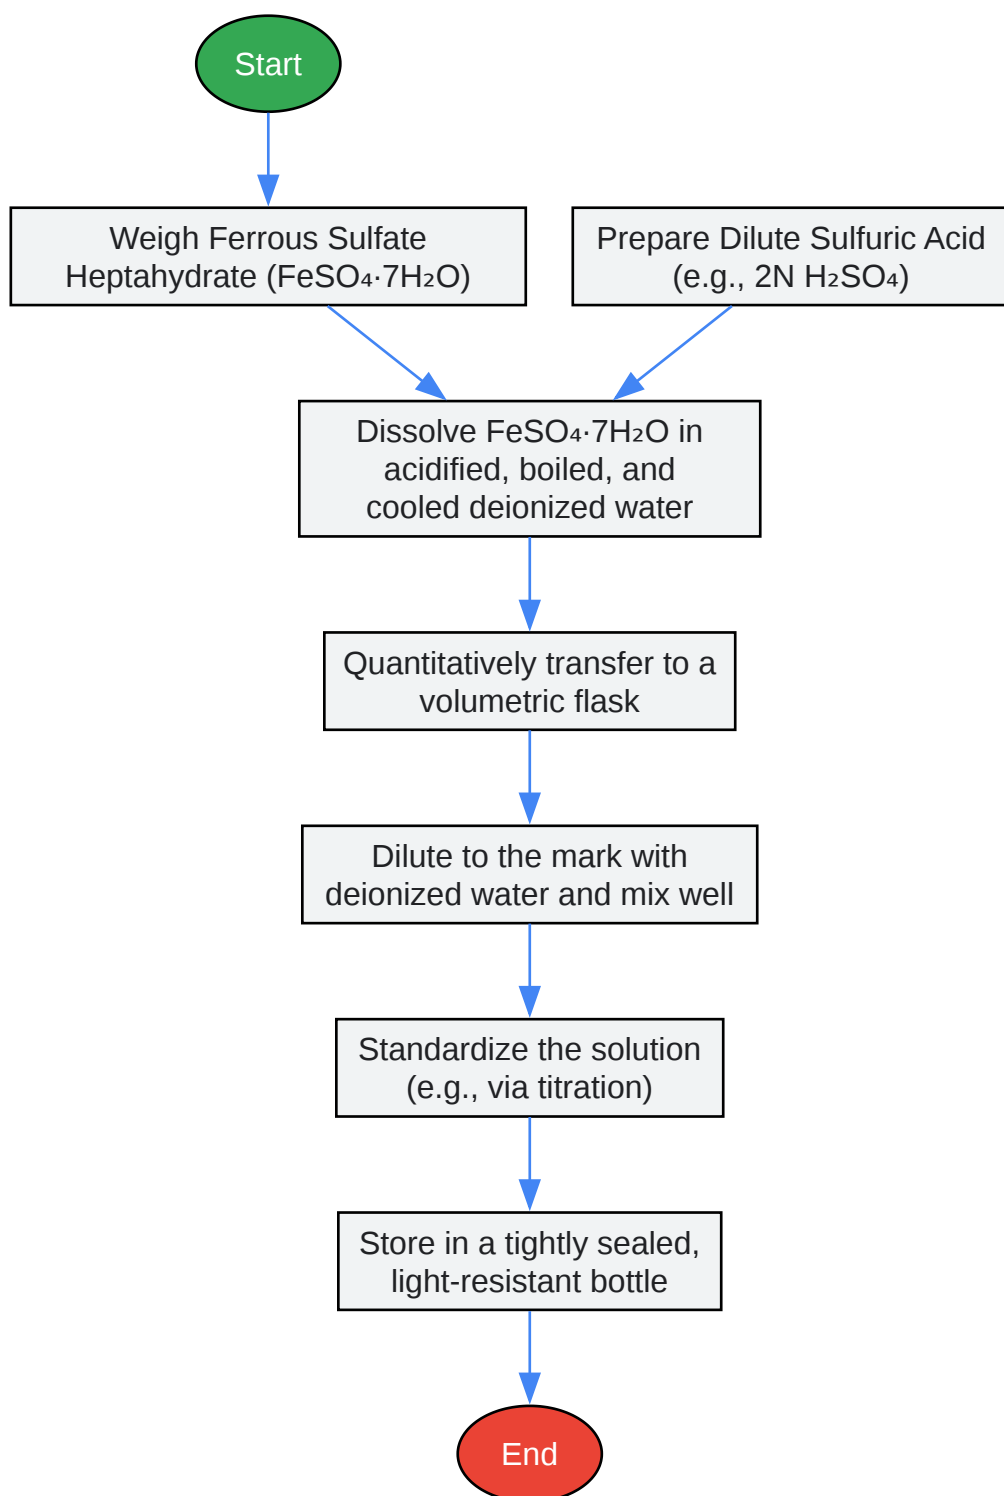 Start
Weigh Ferrous Sulfate
Heptahydrate (FeSO₄·7H₂O)
Prepare Dilute Sulfuric Acid
(e.g., 2N H₂SO₄)
Dissolve FeSO₄·7H₂O in
acidified, boiled, and
cooled deionized water
Quantitatively transfer to a
volumetric flask
Dilute to the mark with
deionized water and mix well
Standardize the solution
(e.g., via titration)
Store in a tightly sealed,
light-resistant bottle
End